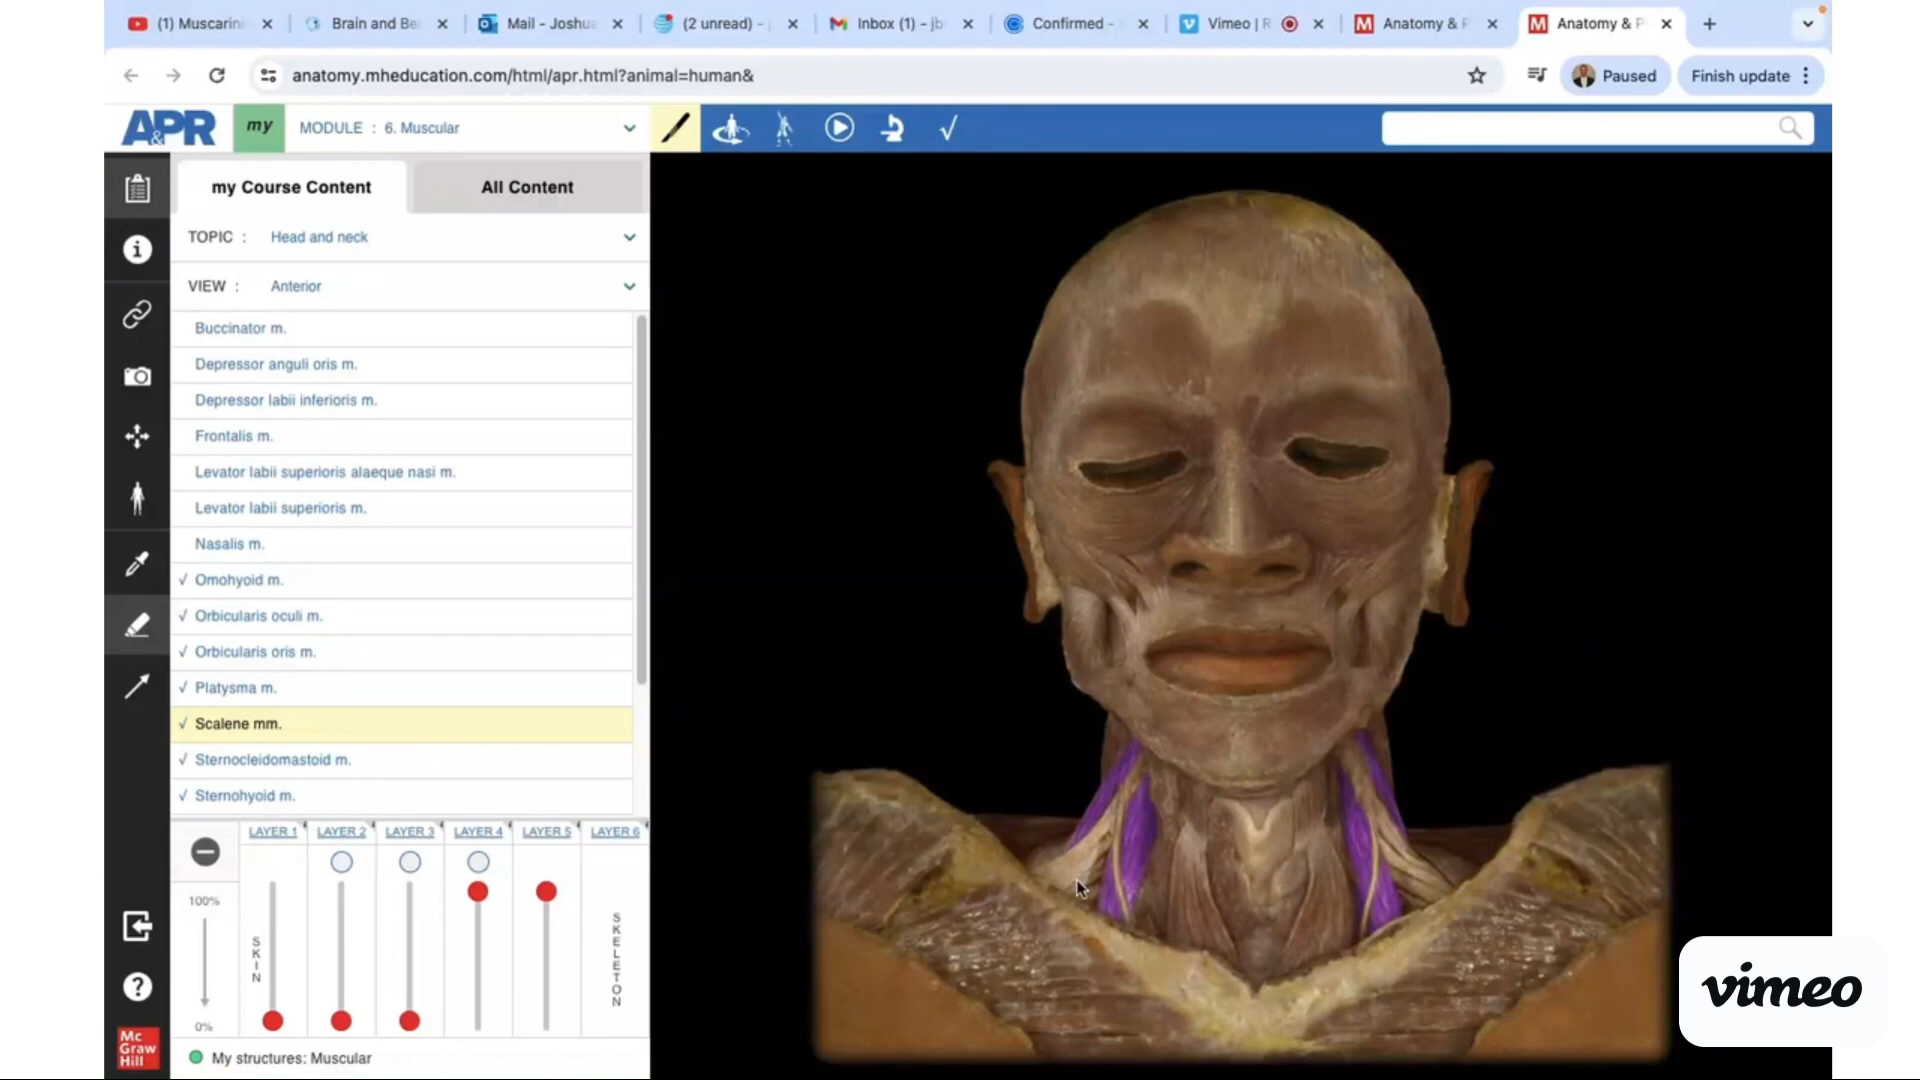 (1) Muscarin
Brain and Be
Mail - Joshua
(2 unread) -
Inbox (1) - jb
Confirmed -
Vimeo | R
Anatomy & P
Anatomy & P
anatomy.mheducation.com/html/apr.html?animal=human&
Paused
Finish update
A&PR
my
MODULE : 6. Muscular
my Course Content
All Content
TOPIC : Head and neck
VIEW : Anterior
Buccinator m.
Depressor anguli oris m.
Depressor labii inferioris m.
Frontalis m.
Levator labii superioris alaeque nasi m.
Levator labii superioris m.
Nasalis m.
√ Omohyoid m.
√ Orbicularis oculi m.
√ Orbicularis oris m.
√ Platysma m.
√ Scalene mm.
√ Sternocleidomastoid m.
√ Sternohyoid m.
LAYER 1 LAYER 2 LAYER 3 LAYER 4 LAYER 5 LAYER 6
100%
SKIN
SKELETON
0%
My structures: Muscular
Mc
Graw
Hill
vimeo